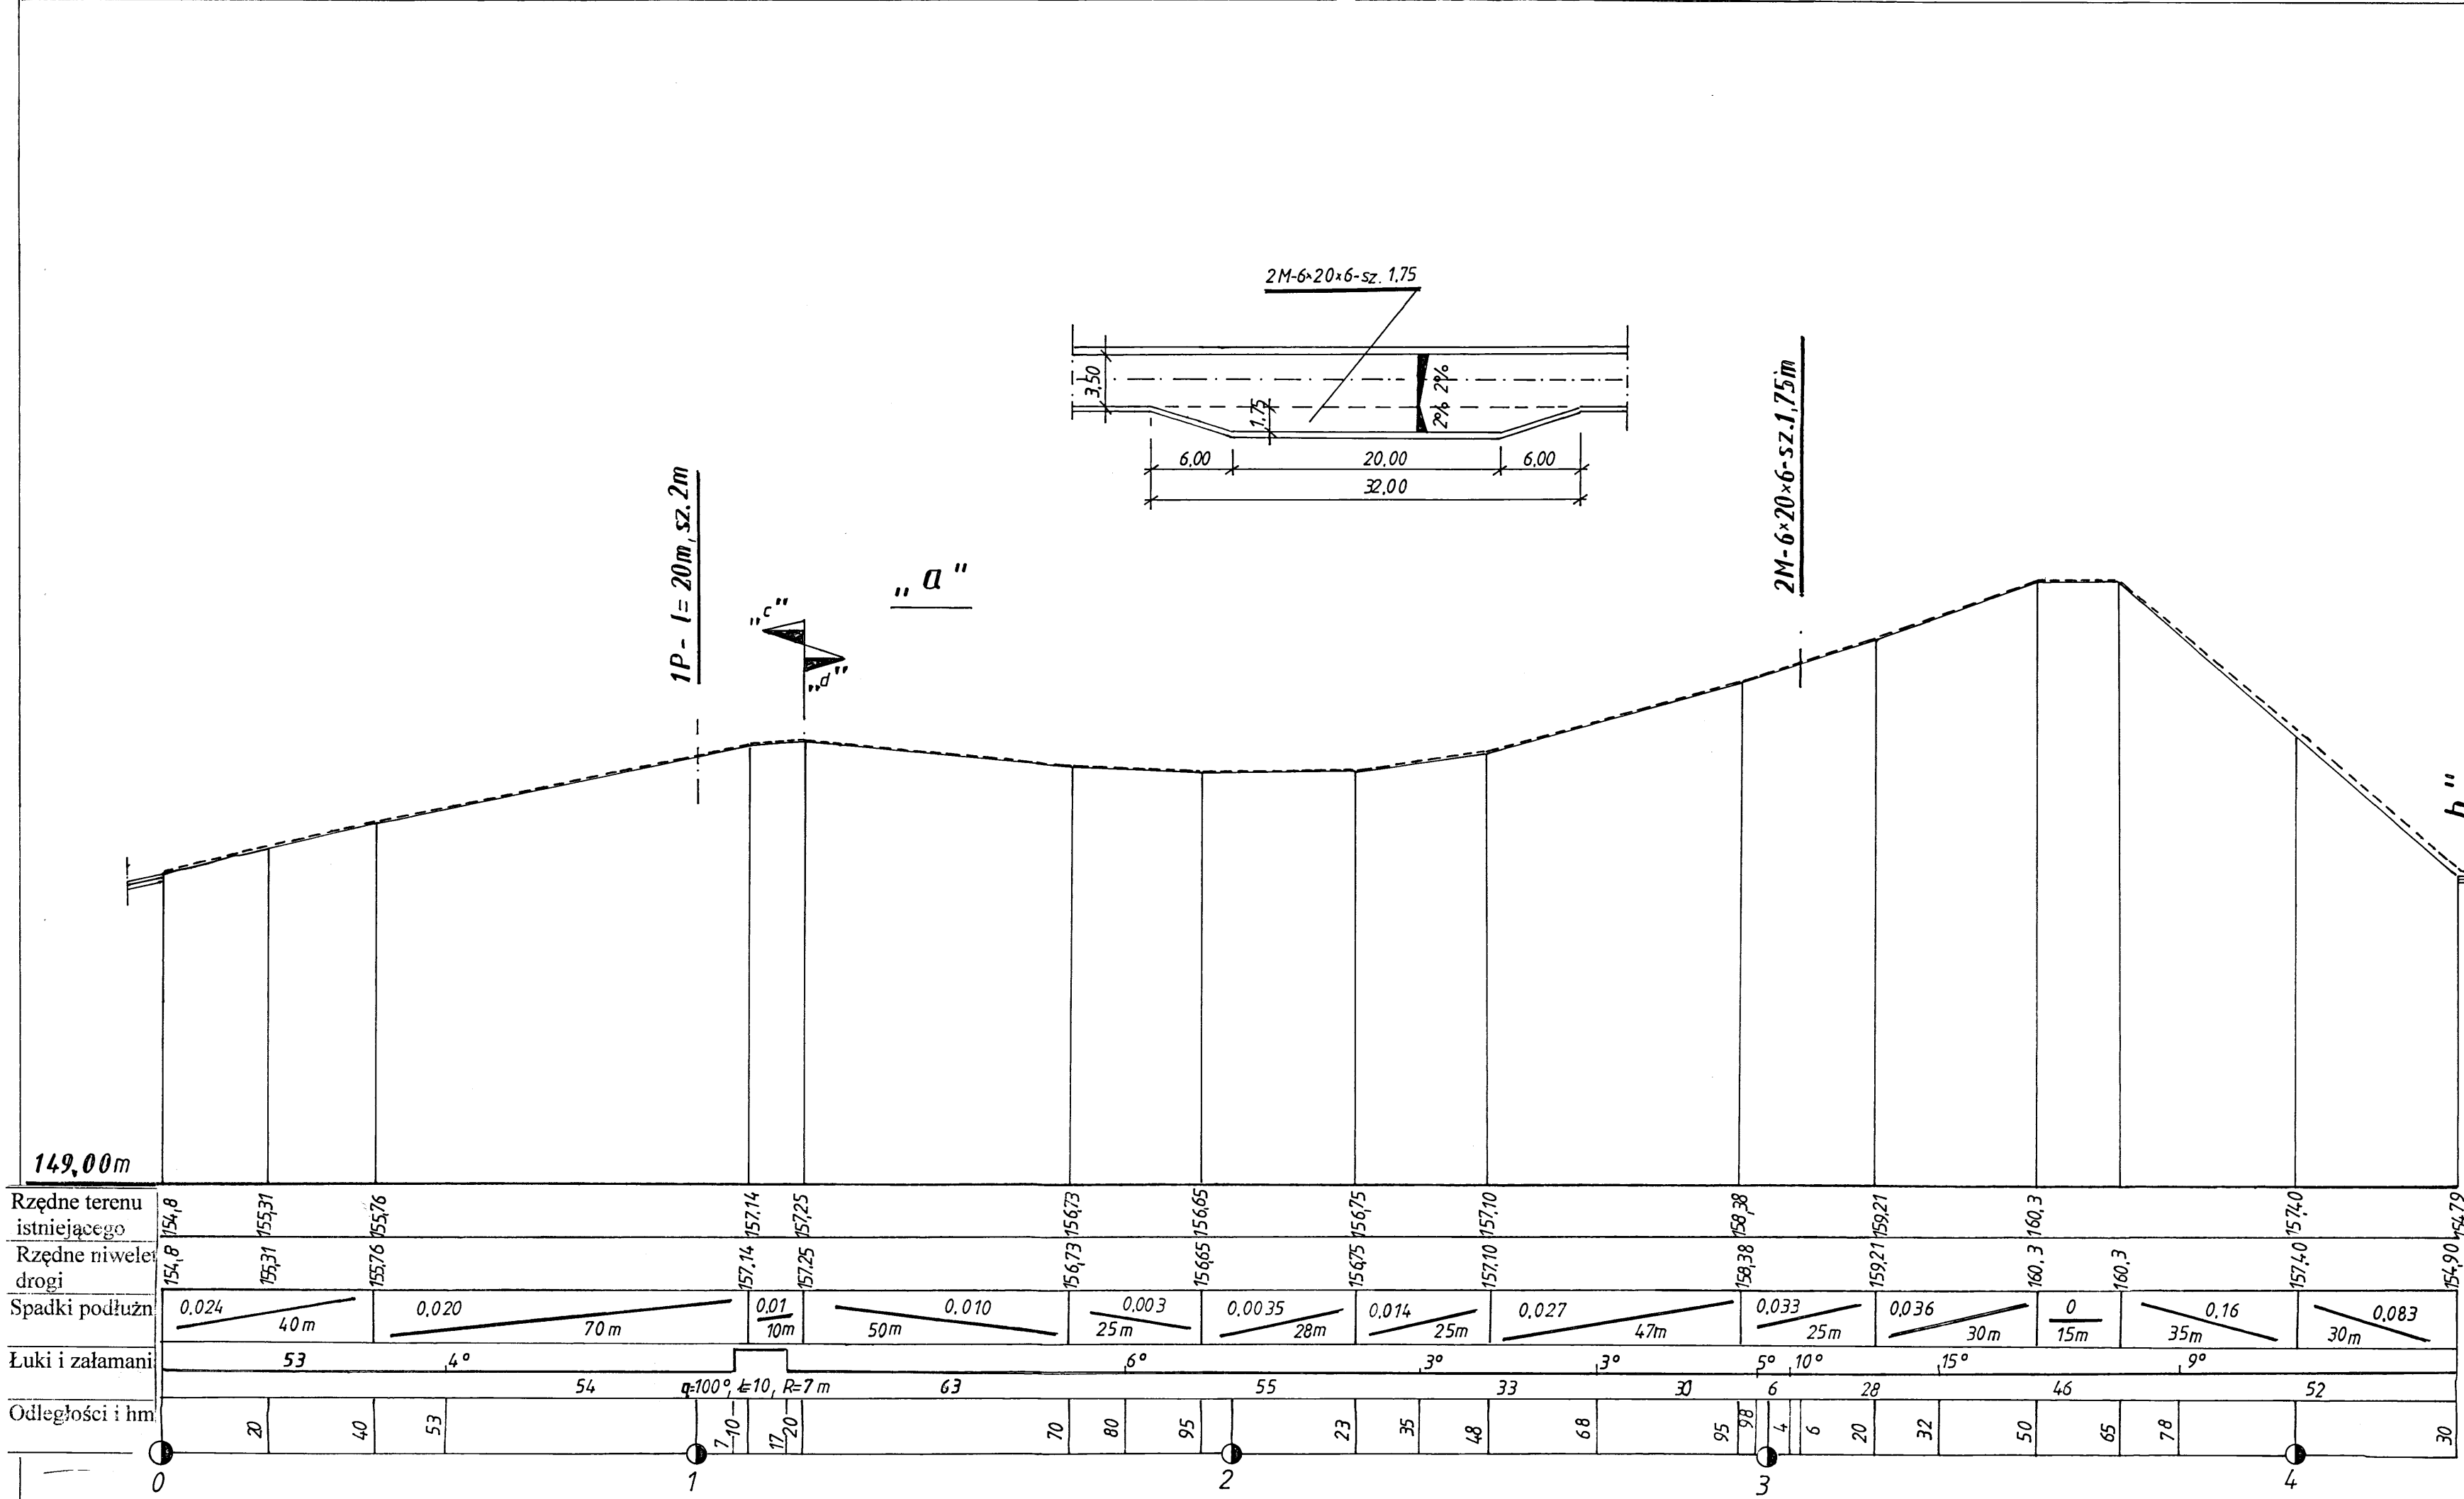 2M-6×20×6-sz. 1,75
3,50
1,75
2% 2%
6,00 20,00 6,00
32,00
1P - l = 20m, sz. 2m
2M-6×20×6-sz.1,75m
„ a "
„c"
„d"
b"
149,00m
Rzędne terenu istniejącego
154,8 155,31 155,76 157.14 157,25 156,73 156,65 156,75 157,10 158,38 159,21 160,3 157,40 154,79
Rzędne niwelet drogi
154,8 155,31 155,76 157,14 157.25 156,73 156,65 156,75 157.10 158,38 159,21 160,3 160,3 157,40 154,90
Spadki podłużn
0,024 0,020 0,01 0,010 0,003 0,0035 0,014 0,027 0,033 0,036 0 0,16 0,083
40m 70m 10m 50m 25m 28m 25m 47m 25m 30m 15m 35m 30m
Łuki i załamani
53 4° 6° 3° 3° 5° 10° 15° 9°
54 α=100°, Ł=10, R=7m 63 55 33 30 6 28 46 52
Odległości i hm
20 40 53 7 10 17 20 70 80 95 23 35 48 68 95 98 4 6 20 32 50 65 78 30
0 1 2 3 4